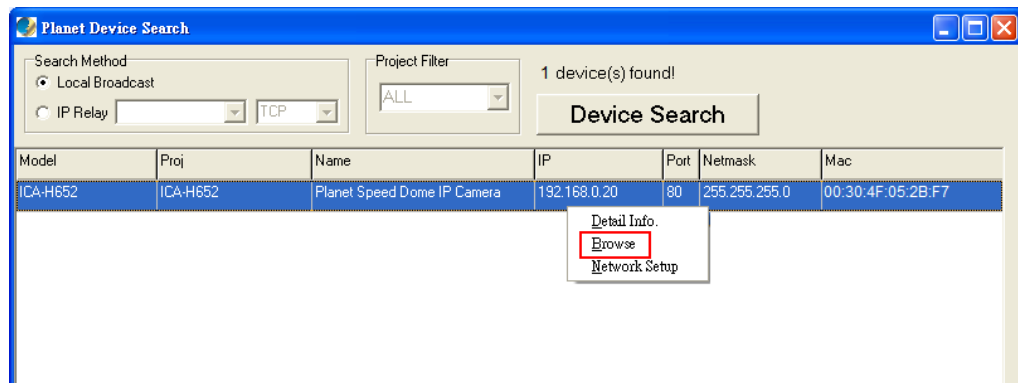 Planet Device Search
Search Method
Local Broadcast
IP Relay TCP
Project Filter
ALL
1 device(s) found!
Device Search
Model Proj Name IP Port Netmask Mac
ICA-H652 ICA-H652 Planet Speed Dome IP Camera 192.168.0.20 80 255.255.255.0 00:30:4F:05:2B:F7
Detail Info.
Browse
Network Setup